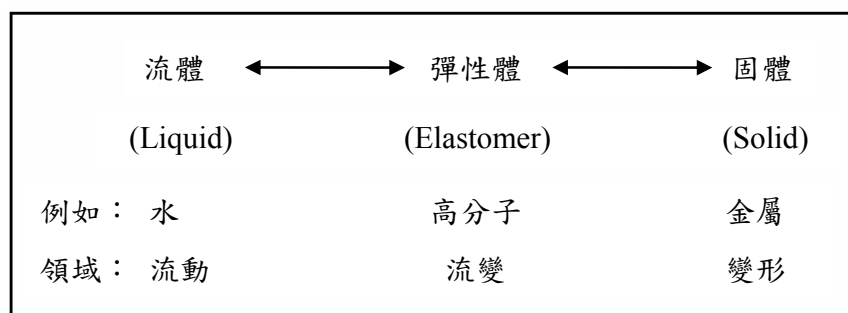 流體 彈性體 固體
(Liquid) (Elastomer) (Solid)
例如： 水 高分子 金屬
領域： 流動 流變 變形